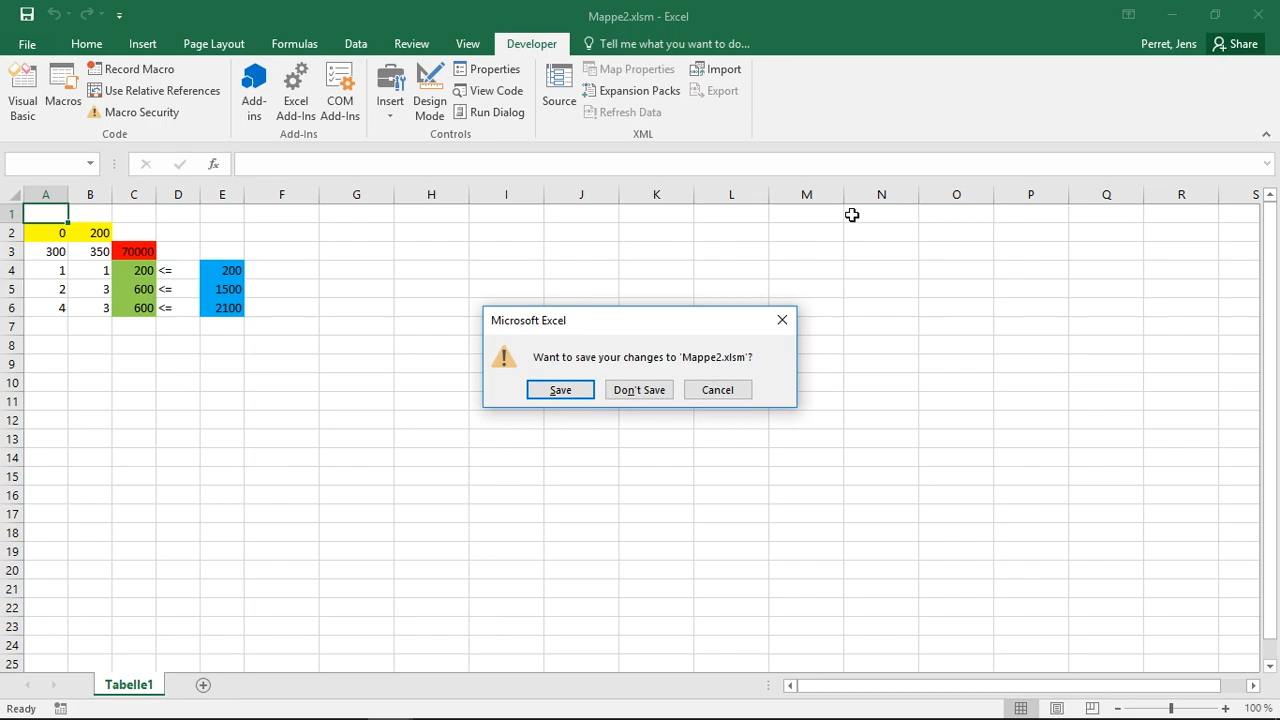 Mappe2.xlsm - Excel
File Home Insert Page Layout Formulas Data Review View Developer Tell me what you want to do... Perret, Jens Share
Visual Basic
Macros
Record Macro
Use Relative References
Macro Security
Code
Add-ins
Excel Add-Ins
COM Add-Ins
Add-Ins
Insert
Design Mode
Properties
View Code
Run Dialog
Controls
Source
Map Properties
Expansion Packs
Refresh Data
Import
Export
XML
fx
A B C D E F G H I J K L M N O P Q R S
1
2 0 200
3 300 350 70000
4 1 1 200 <= 200
5 2 3 600 <= 1500
6 4 3 600 <= 2100
7
8
9
10
11
12
13
14
15
16
17
18
19
20
21
22
23
24
25
Microsoft Excel
Want to save your changes to 'Mappe2.xlsm'?
Save Don't Save Cancel
Tabelle1
Ready 100 %